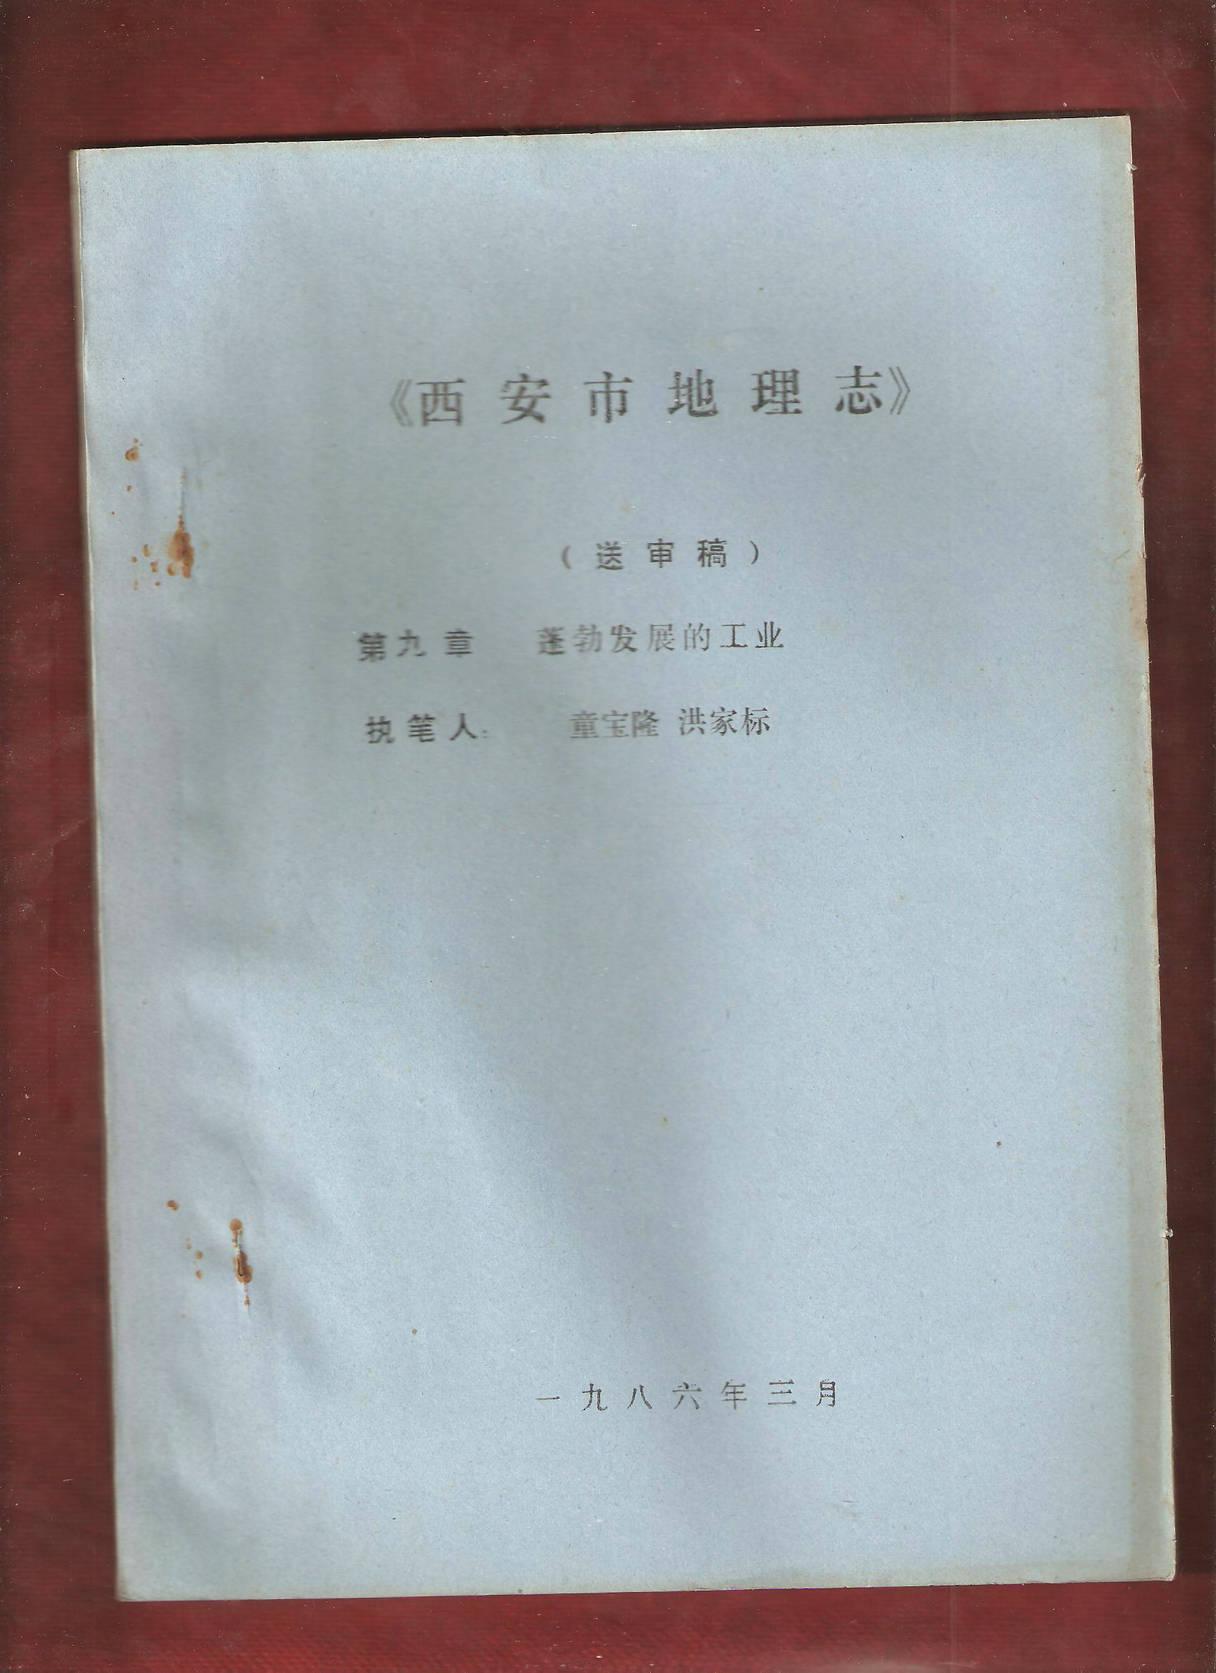 《西安市地理志》
（送审稿）
第九章 蓬勃发展的工业
执笔人： 童宝隆 洪家标
一九八六年三月